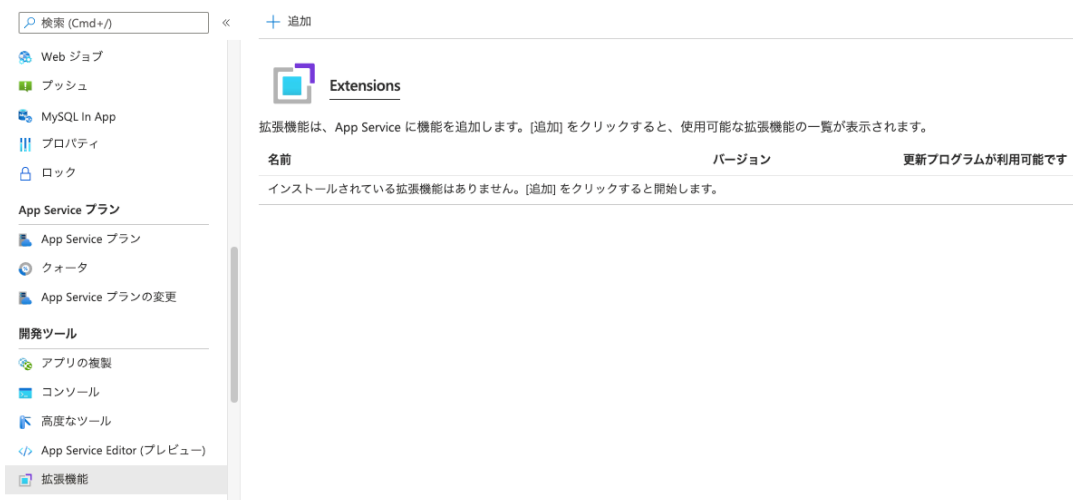 検索 (Cmd+/)
«
追加
Web ジョブ
プッシュ
MySQL In App
プロパティ
ロック
App Service プラン
App Service プラン
クォータ
App Service プランの変更
開発ツール
アプリの複製
コンソール
高度なツール
App Service Editor (プレビュー)
拡張機能
Extensions
拡張機能は、App Service に機能を追加します。[追加] をクリックすると、使用可能な拡張機能の一覧が表示されます。
名前 バージョン 更新プログラムが利用可能です
インストールされている拡張機能はありません。[追加] をクリックすると開始します。